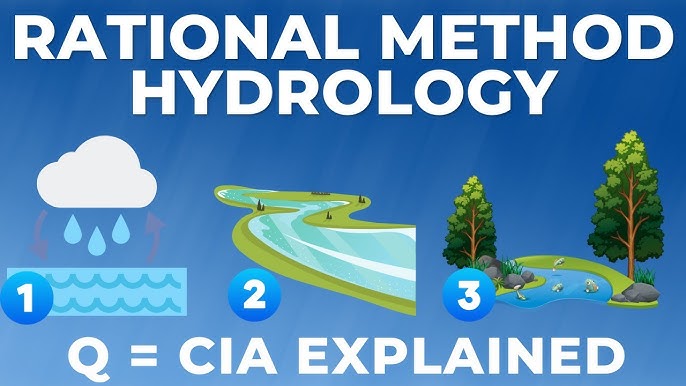 RATIONAL METHOD
HYDROLOGY
1
2
3
Q = CIA EXPLAINED